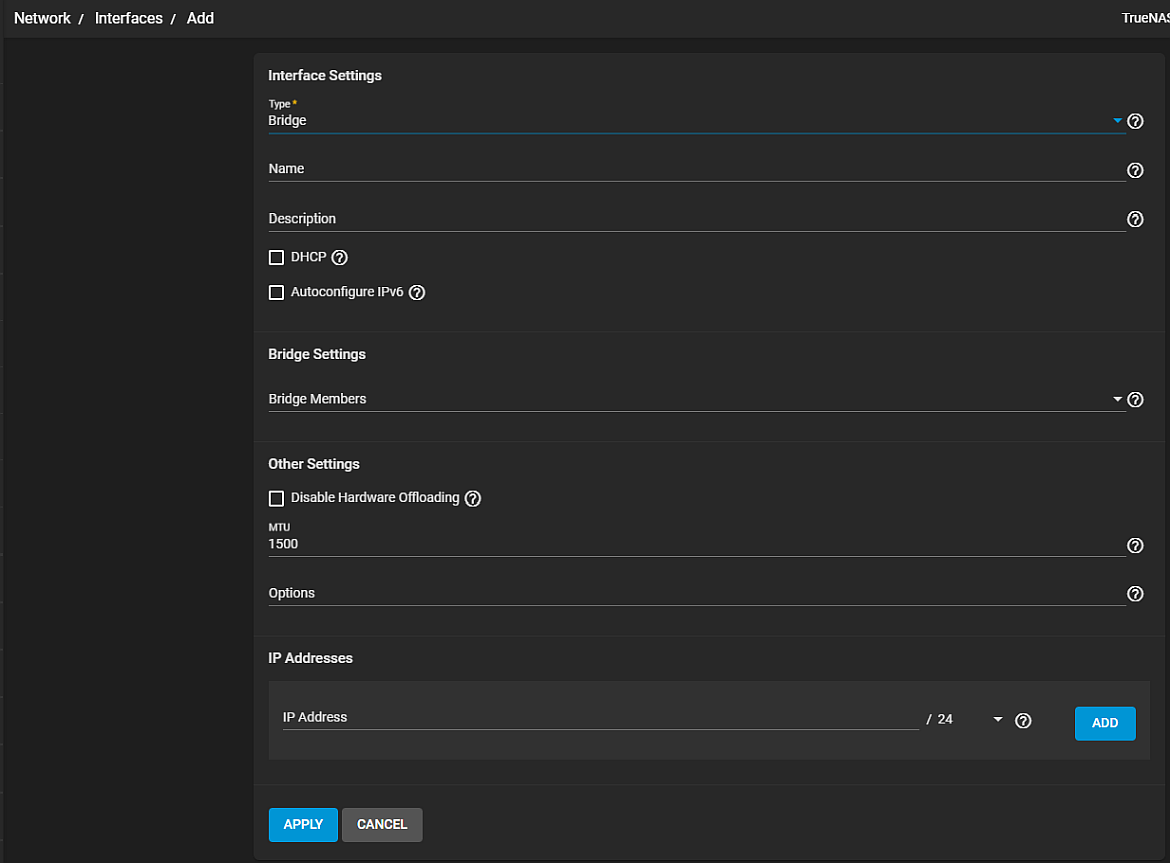 Network / Interfaces / Add
TrueNAS
Interface Settings
Type *
Bridge
Name
Description
DHCP
Autoconfigure IPv6
Bridge Settings
Bridge Members
Other Settings
Disable Hardware Offloading
MTU
1500
Options
IP Addresses
IP Address / 24 ADD
APPLY CANCEL